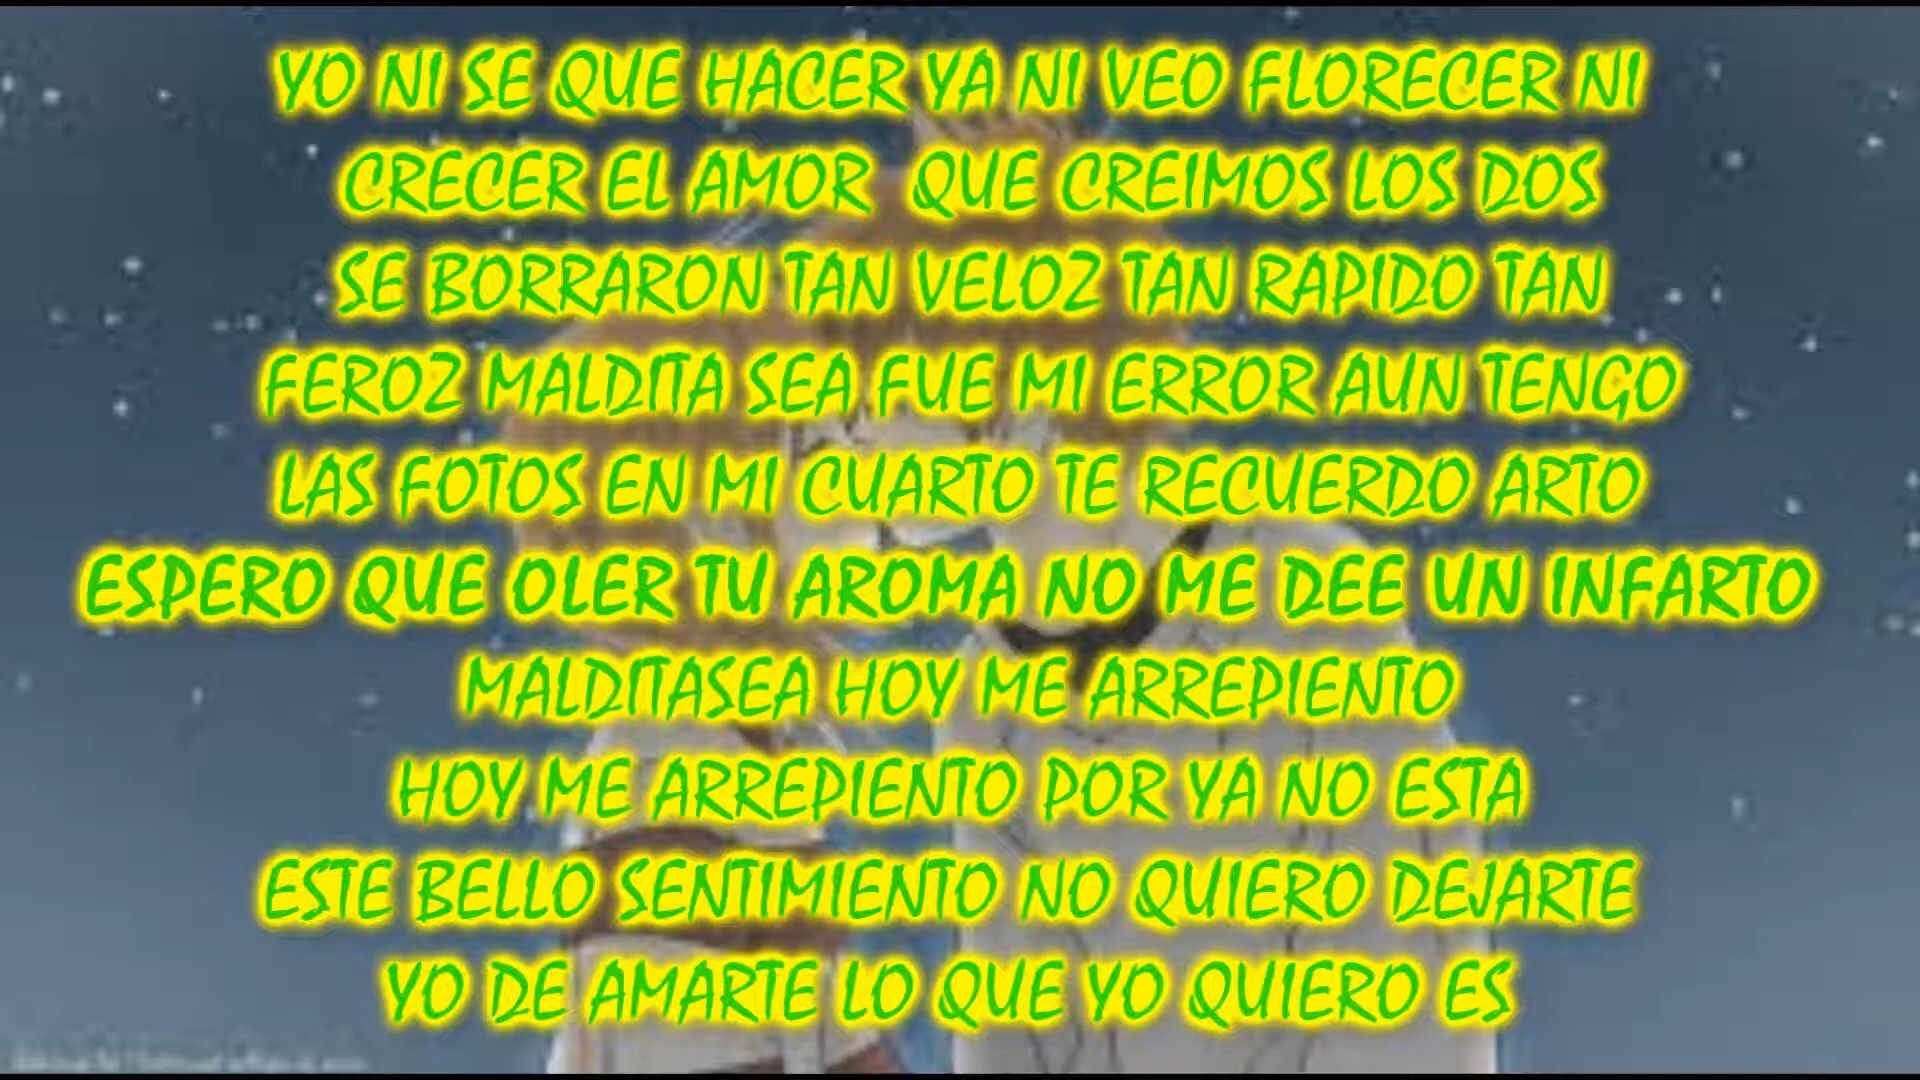 YO NI SE QUE HACER YA NI VEO FLORECER NI
CRECER EL AMOR QUE CREIMOS LOS DOS
SE BORRARON TAN VELOZ TAN RAPIDO TAN
FEROZ MALDITA SEA FUE MI ERROR AUN TENGO
LAS FOTOS EN MI CUARTO TE RECUERDO ARTO
ESPERO QUE OLER TU AROMA NO ME DEE UN INFARTO
MALDITASEA HOY ME ARREPIENTO
HOY ME ARREPIENTO POR YA NO ESTA
ESTE BELLO SENTIMIENTO NO QUIERO DEJARTE
YO DE AMARTE LO QUE YO QUIERO ES